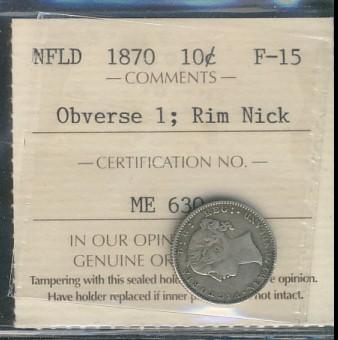 NFLD 1870 10¢ F-15
— COMMENTS —
Obverse 1; Rim Nick
— CERTIFICATION NO. —
ME 630
IN OUR OPIN
GENUINE OR
Tampering with this sealed hol e opinion.
Have holder replaced if inner p not intact.